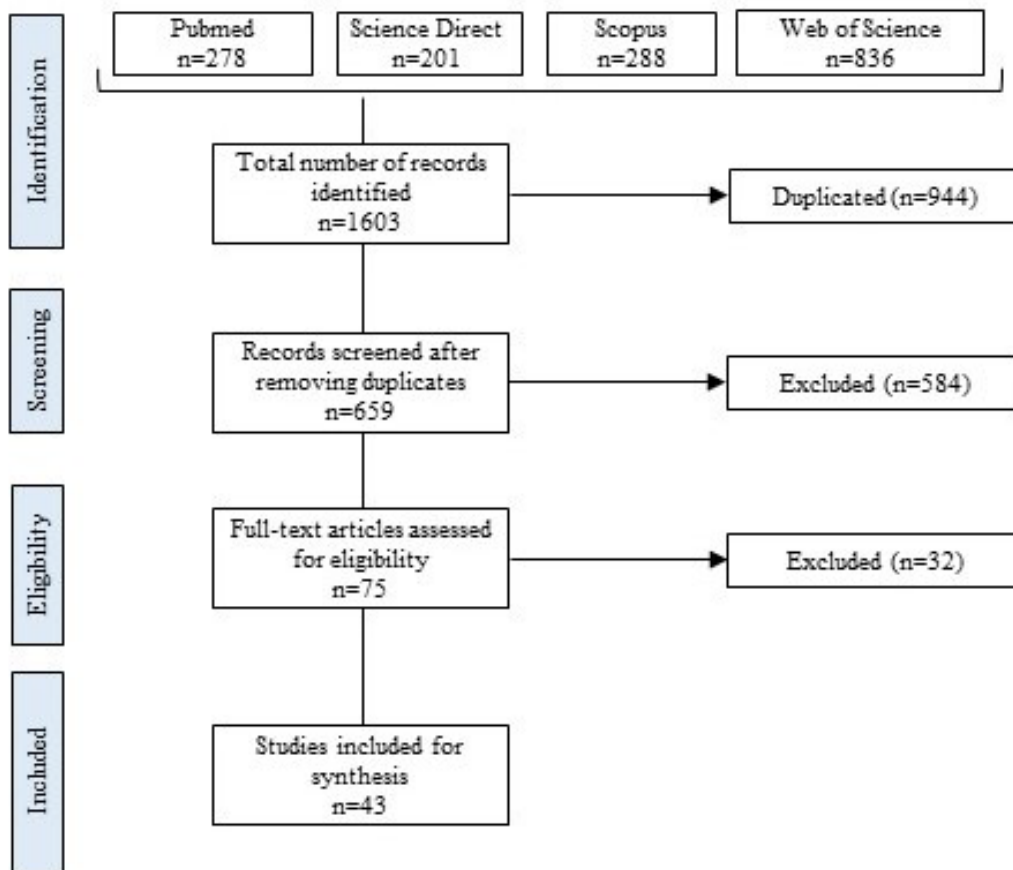 Identification
Pubmed
n=278
Science Direct
n=201
Scopus
n=288
Web of Science
n=836
Total number of records
identified
n=1603
Duplicated (n=944)
Screening
Records screened after
removing duplicates
n=659
Excluded (n=584)
Eligibility
Full-text articles assessed
for eligibility
n=75
Excluded (n=32)
Included
Studies included for
synthesis
n=43